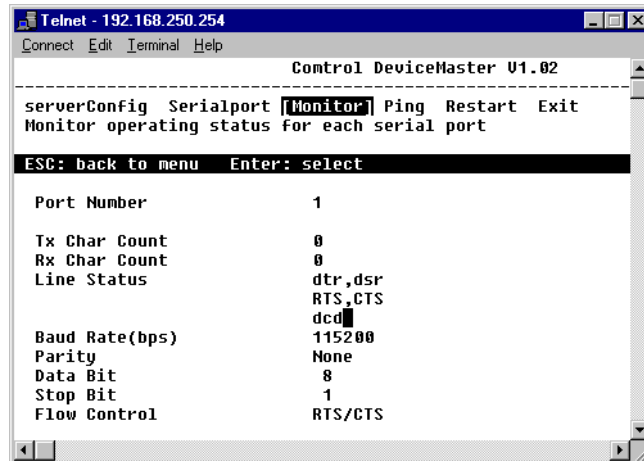 Telnet - 192.168.250.254
Connect Edit Terminal Help
Comtrol DeviceMaster V1.02
serverConfig Serialport [Monitor] Ping Restart Exit
Monitor operating status for each serial port
ESC: back to menu Enter: select
Port Number 1
Tx Char Count 0
Rx Char Count 0
Line Status dtr,dsr
RTS,CTS
dcd
Baud Rate(bps) 115200
Parity None
Data Bit 8
Stop Bit 1
Flow Control RTS/CTS